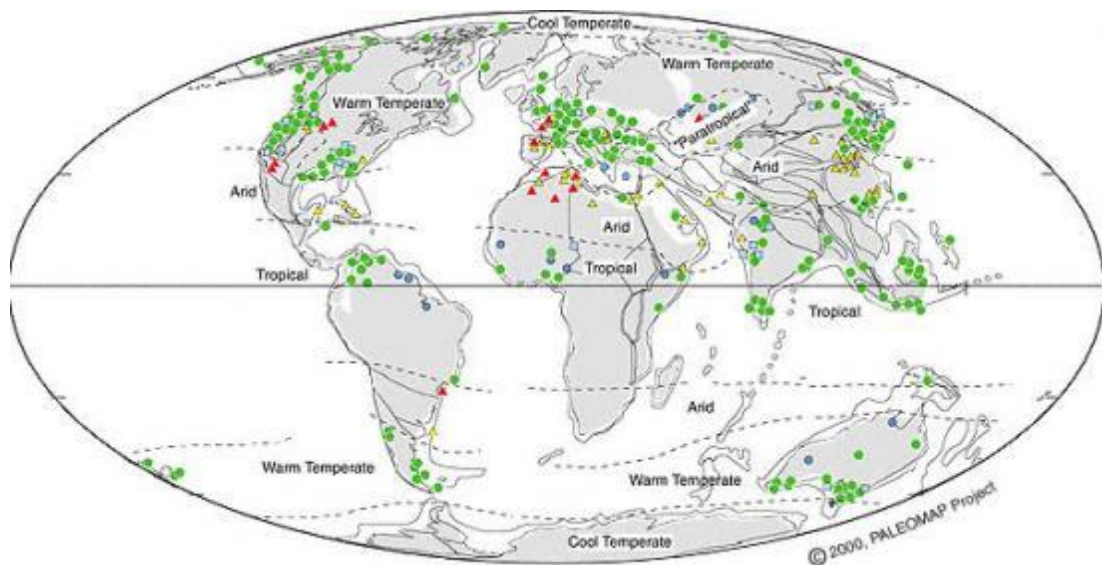 Cool Temperate
Warm Temperate
Warm Temperate
"Paratropical"
Arid
Arid
Arid
Tropical
Tropical
Tropical
Arid
Warm Temperate
Warm Temperate
Cool Temperate
© 2000, PALEOMAP Project